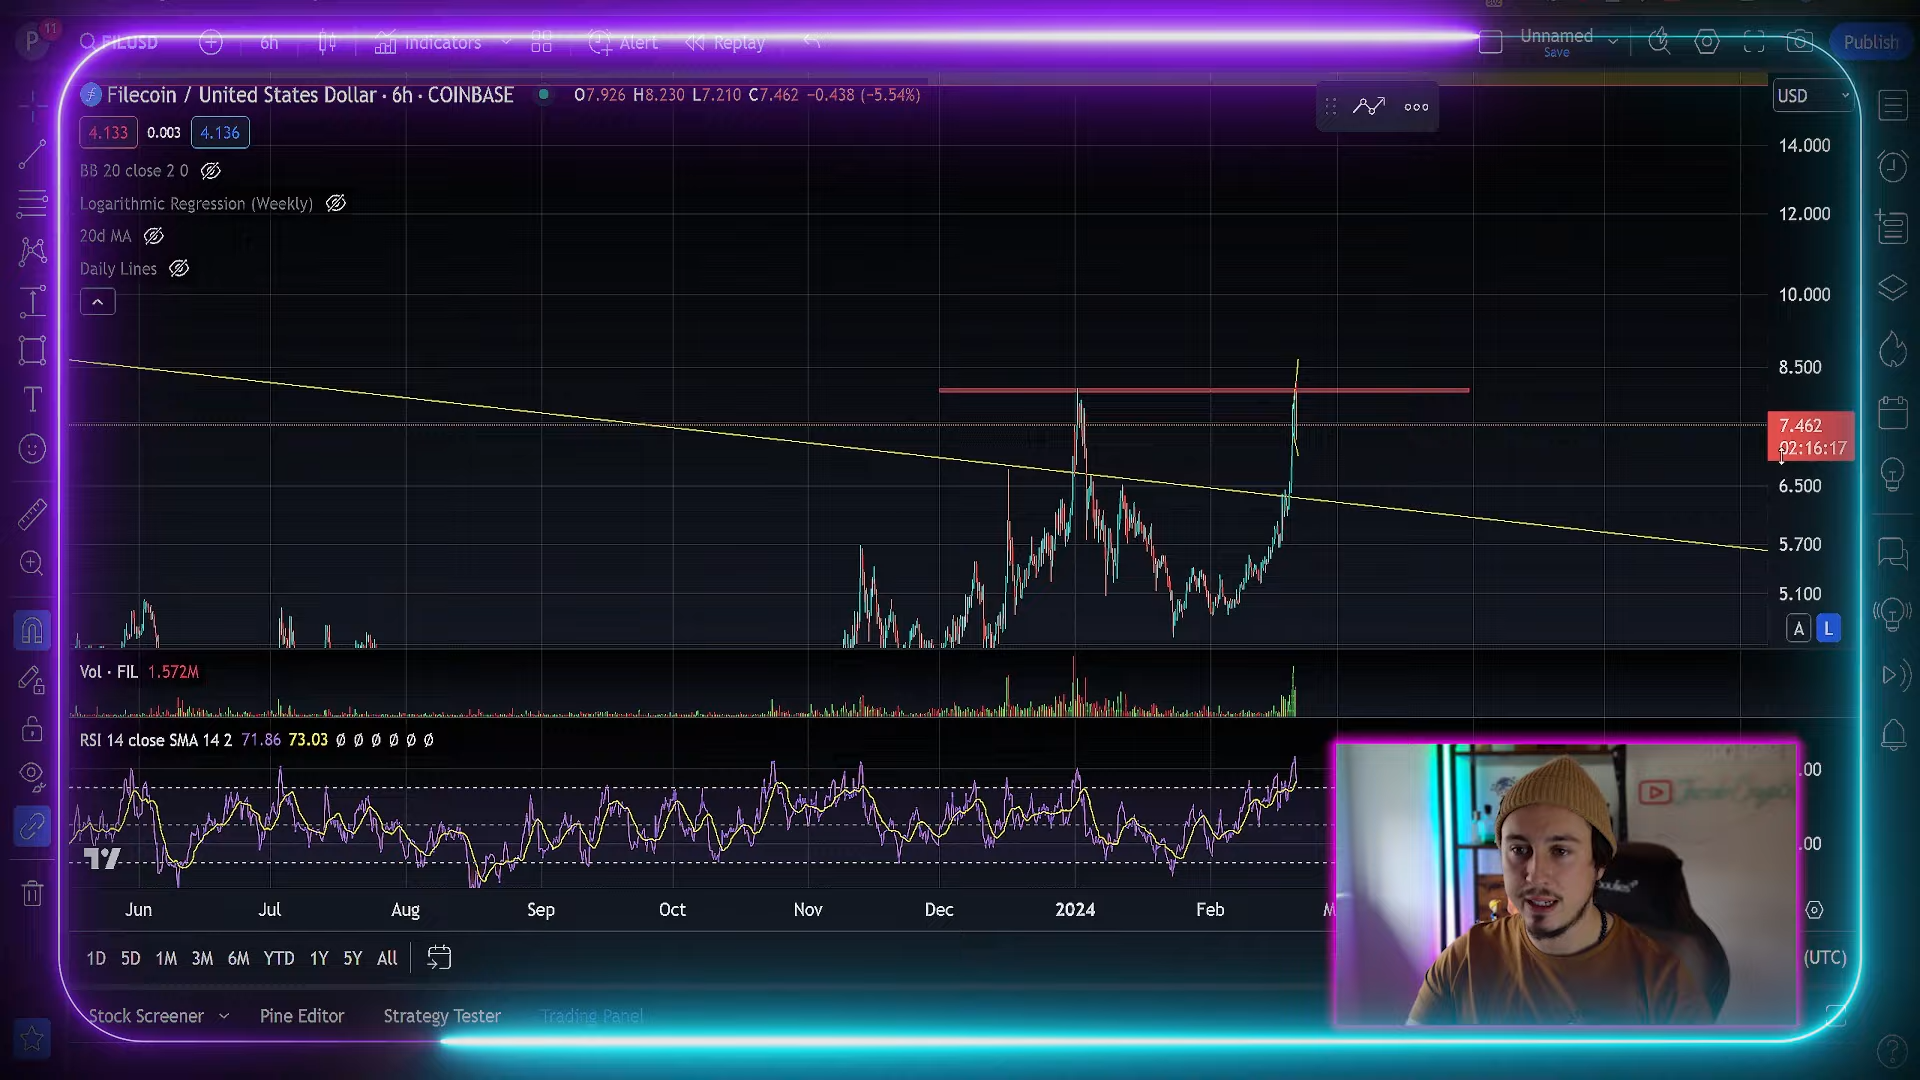 P 11 FILUSD 6h Indicators Alert Replay Unnamed Save Publish
Filecoin / United States Dollar · 6h · COINBASE O7.926 H8.230 L7.210 C7.462 −0.438 (−5.54%) USD
4.133 0.003 4.136
BB 20 close 2 0
Logarithmic Regression (Weekly)
20d MA
Daily Lines
14.000
12.000
10.000
8.500
7.462
02:16:17
6.500
5.700
5.100
A L
Vol · FIL 1.572M
RSI 14 close SMA 14 2 71.86 73.03 Ø Ø Ø Ø Ø Ø
.00
.00
Jun Jul Aug Sep Oct Nov Dec 2024 Feb
1D 5D 1M 3M 6M YTD 1Y 5Y All (UTC)
Stock Screener Pine Editor Strategy Tester Trading Panel